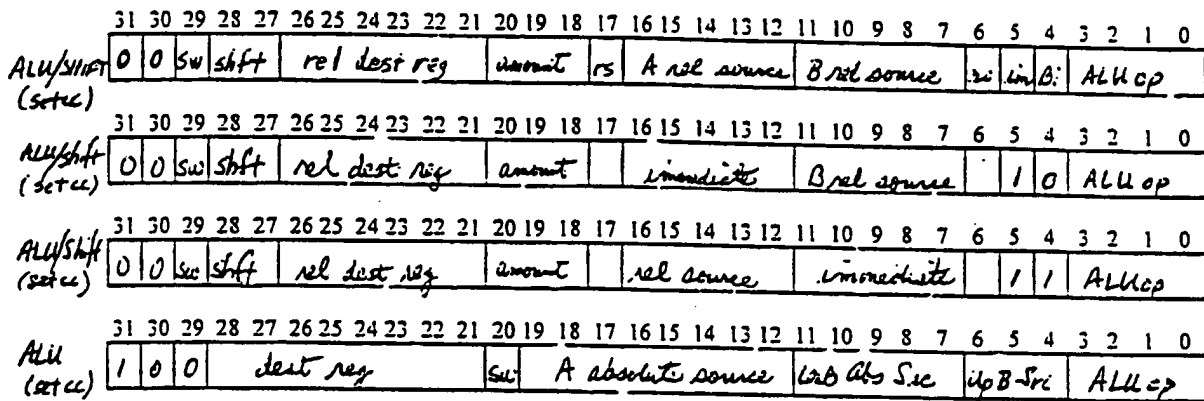 31 30 29 28 27 26 25 24 23 22 21 20 19 18 17 16 15 14 13 12 11 10 9 8 7 6 5 4 3 2 1 0
ALU/SHIFT 0 0 sw shft rel dest reg amount rs A rel source B rel source im Bi ALU op
(setcc)
31 30 29 28 27 26 25 24 23 22 21 20 19 18 17 16 15 14 13 12 11 10 9 8 7 6 5 4 3 2 1 0
ALU/shft 0 0 sw shft rel dest reg amount immediate B rel source 1 0 ALU op
(setcc)
31 30 29 28 27 26 25 24 23 22 21 20 19 18 17 16 15 14 13 12 11 10 9 8 7 6 5 4 3 2 1 0
ALU/Shift 0 0 sw shft rel dest reg amount rel source immediate 1 1 ALU op
(setcc)
31 30 29 28 27 26 25 24 23 22 21 20 19 18 17 16 15 14 13 12 11 10 9 8 7 6 5 4 3 2 1 0
ALU 1 0 0 dest reg sw A absolute source Abs Src ALU op
(setcc)